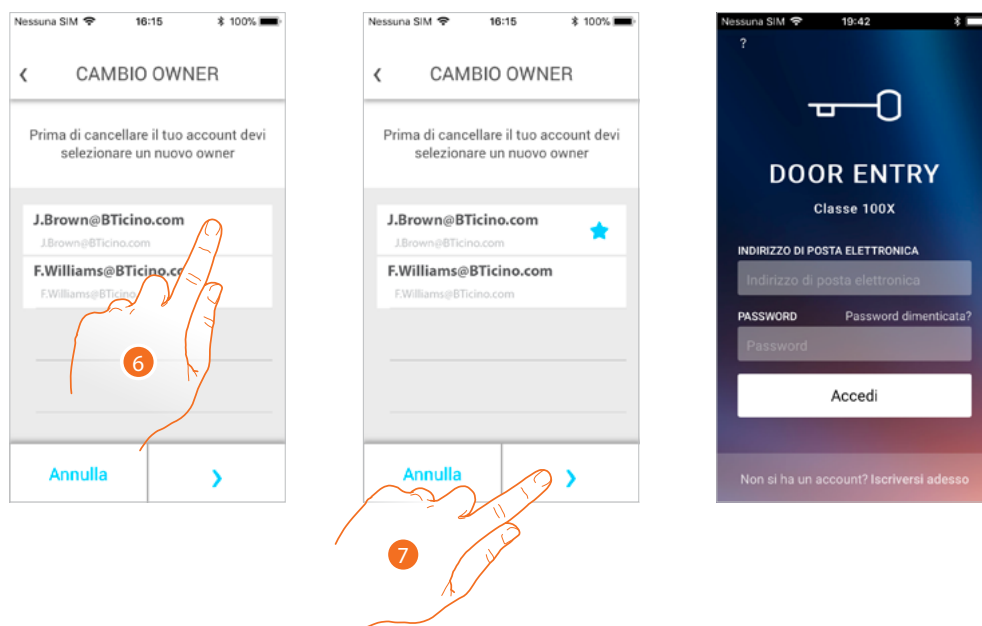 Nessuna SIM 16:15 100%
CAMBIO OWNER
Prima di cancellare il tuo account devi
selezionare un nuovo owner
J.Brown@BTicino.com
J.Brown@BTicino.com
F.Williams@BTicino.co
F.Williams@BTicino
6
Annulla
Nessuna SIM 16:15 100%
CAMBIO OWNER
Prima di cancellare il tuo account devi
selezionare un nuovo owner
J.Brown@BTicino.com
J.Brown@BTicino.com
F.Williams@BTicino.com
F.Williams@BTicino.com
Annulla
7
Nessuna SIM 19:42
?
DOOR ENTRY
Classe 100X
INDIRIZZO DI POSTA ELETTRONICA
Indirizzo di posta elettronica
PASSWORD Password dimenticata?
Password
Accedi
Non si ha un account? Iscriversi adesso